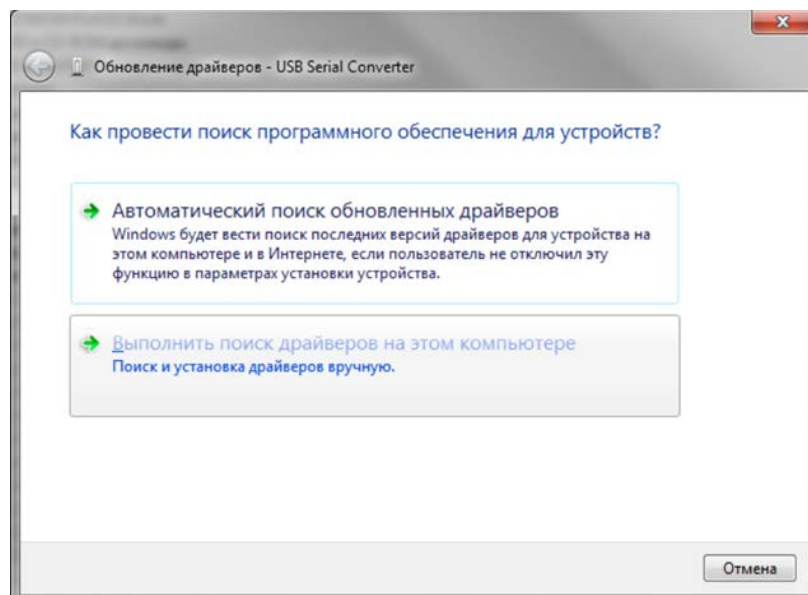 Обновление драйверов - USB Serial Converter
Как провести поиск программного обеспечения для устройств?
Автоматический поиск обновленных драйверов
Windows будет вести поиск последних версий драйверов для устройства на
этом компьютере и в Интернете, если пользователь не отключил эту
функцию в параметрах установки устройства.
Выполнить поиск драйверов на этом компьютере
Поиск и установка драйверов вручную.
Отмена